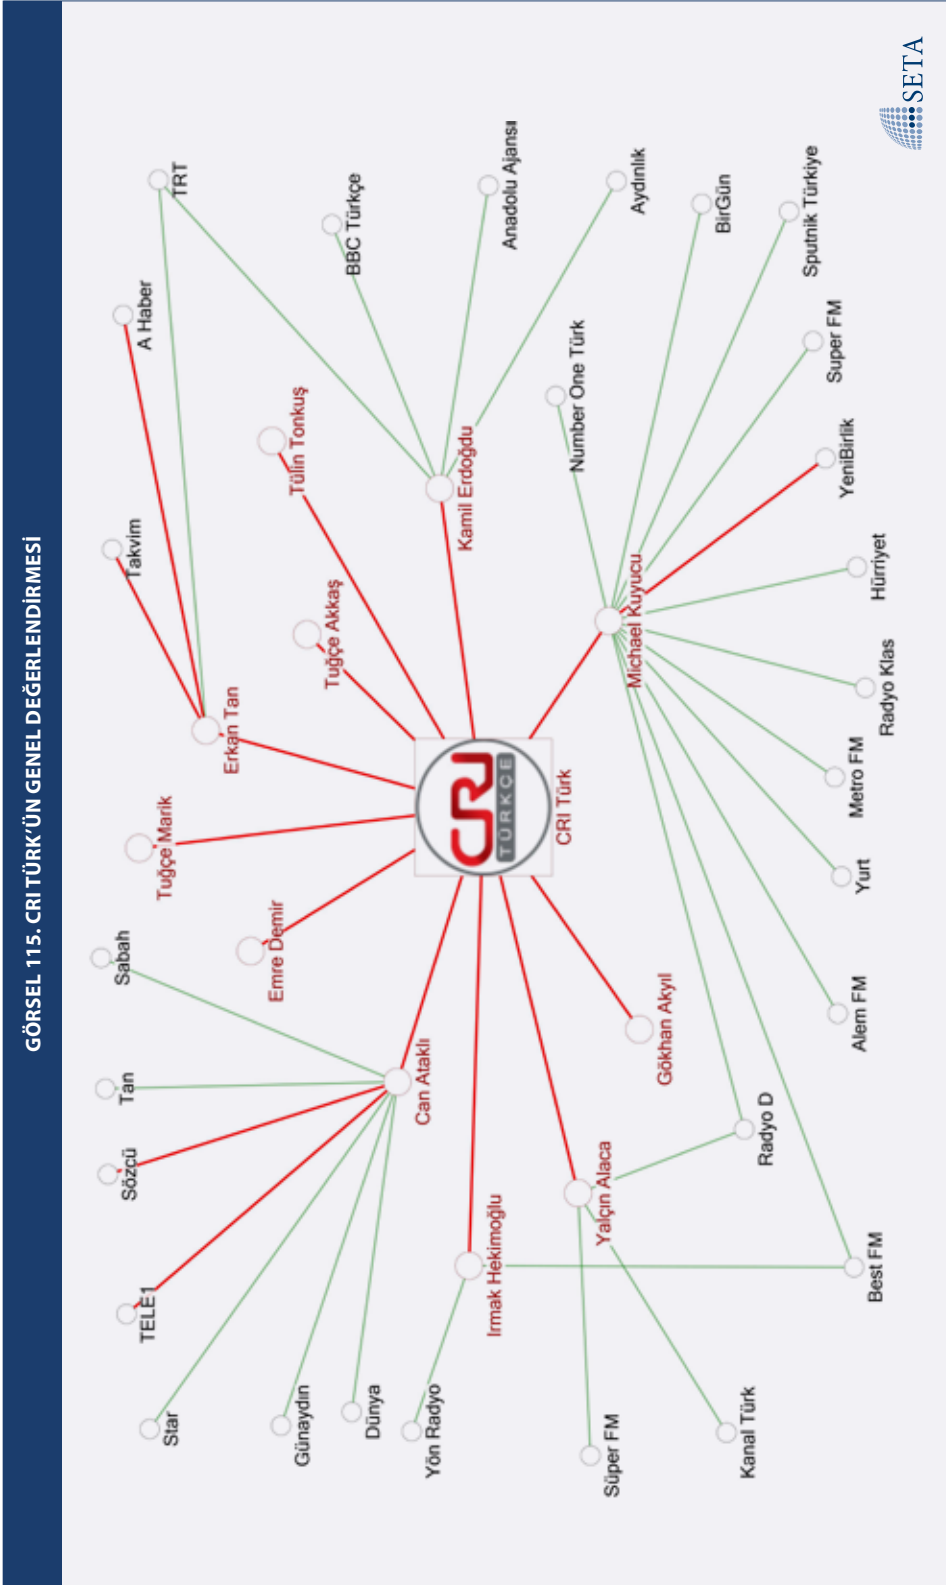 GÖRSEL 115. CRI TÜRK'ÜN GENEL DEĞERLENDİRMESİ
Star
TELE1
Sözcü
Tan
Sabah
Tuğçe Marik
Takvim
A Haber
TRT
Günaydın
Emre Demir
Erkan Tan
Tuğçe Akkaş
Tülin Tonkuş
BBC Türkçe
Dünya
Can Ataklı
Kamil Erdoğdu
Anadolu Ajansı
Yön Radyo
Irmak Hekimoğlu
CRI
TÜRKÇE
CRI Türk
Number One Türk
Aydınlık
Süper FM
Yalçın Alaca
Gökhan Akyıl
Michael Kuyucu
BirGün
Kanal Türk
Radyo D
Sputnik Türkiye
Best FM
Alem FM
Yurt
Metro FM
Radyo Klas
Hürriyet
YeniBirlik
Super FM
SETA